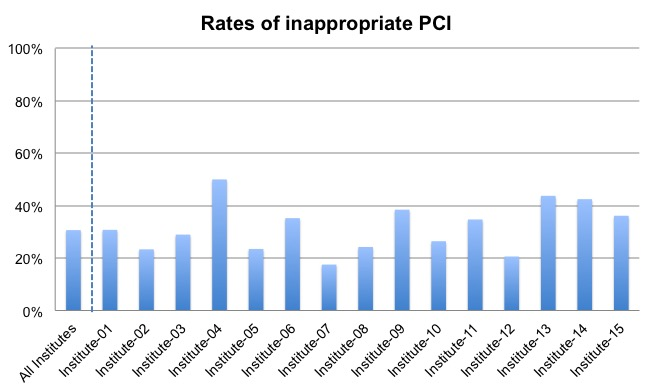 Rates of inappropriate PCI
100%
80%
60%
40%
20%
0%
All Institutes
Institute-01
Institute-02
Institute-03
Institute-04
Institute-05
Institute-06
Institute-07
Institute-08
Institute-09
Institute-10
Institute-11
Institute-12
Institute-13
Institute-14
Institute-15